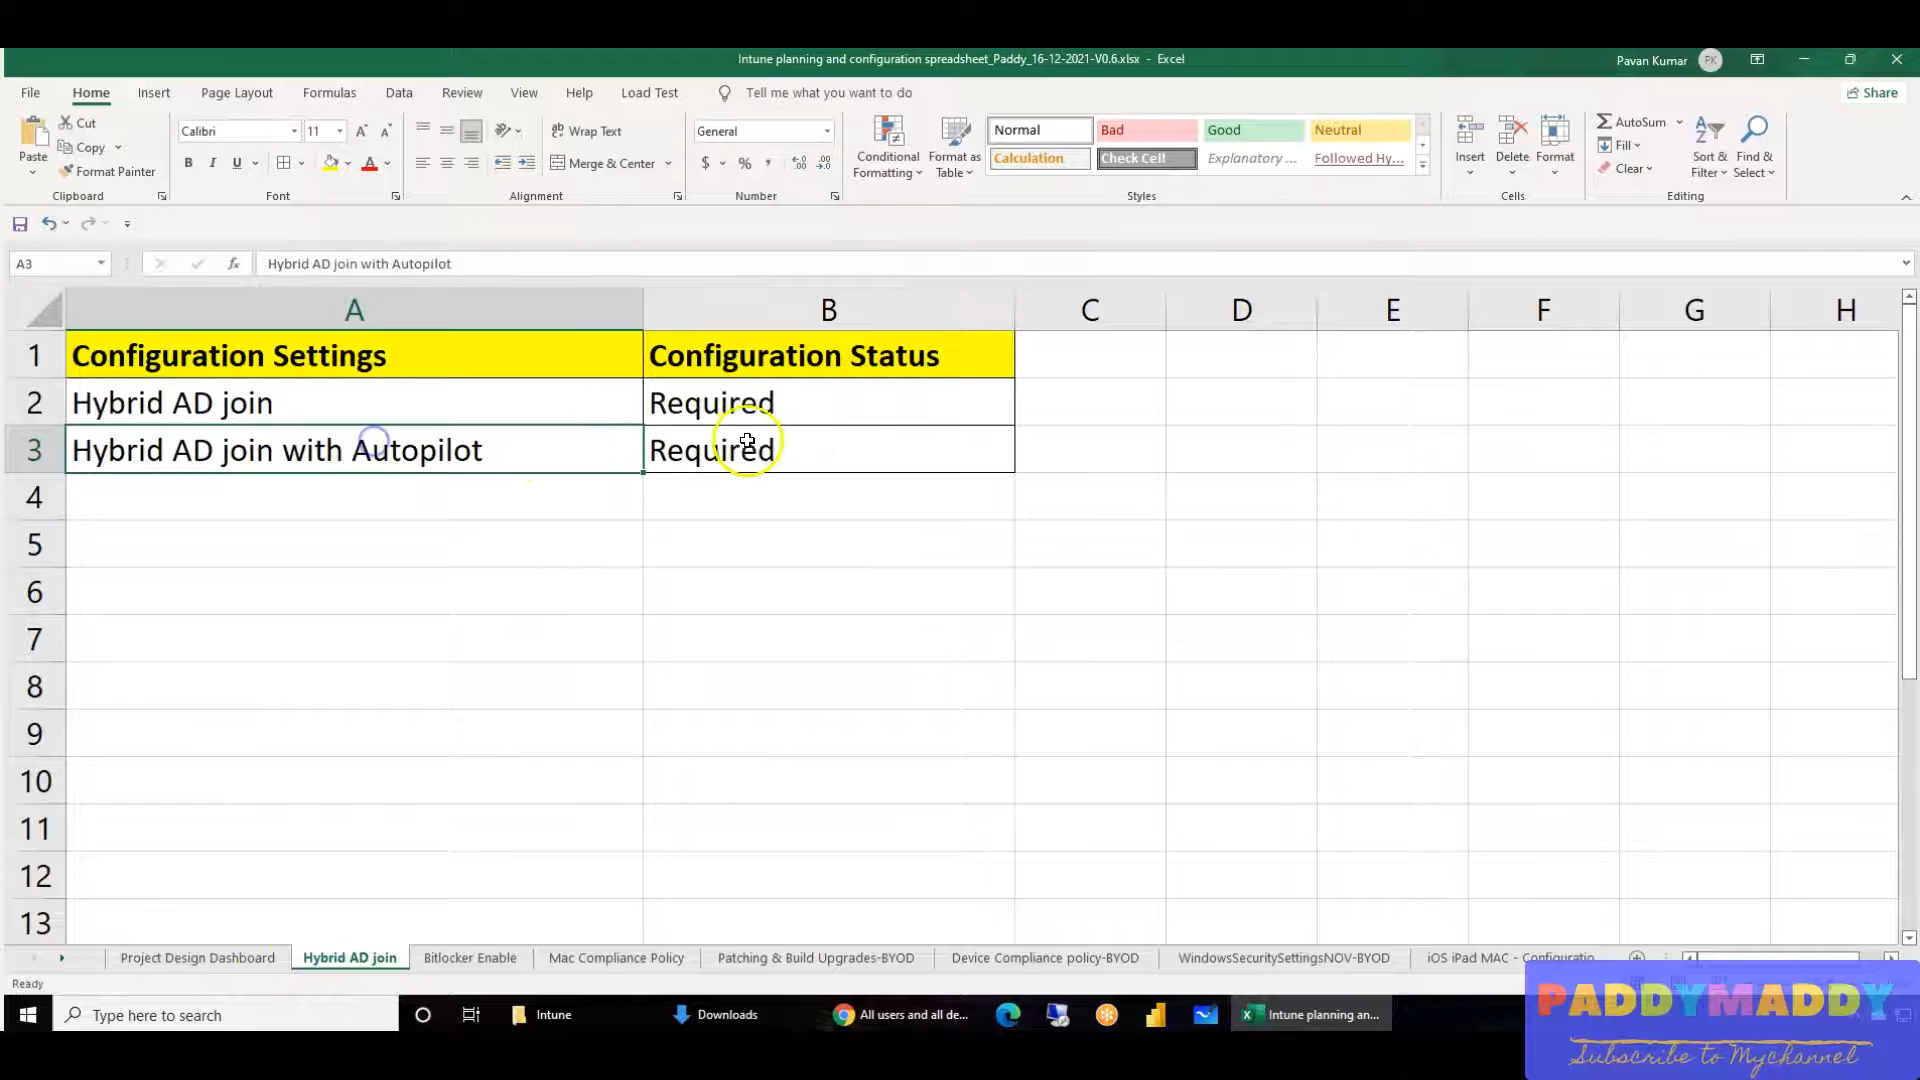 Intune planning and configuration spreadsheet_Paddy_16-12-2021-V0.6.xlsx - Excel
Pavan Kumar PK
File Home Insert Page Layout Formulas Data Review View Help Load Test Tell me what you want to do Share
Paste Cut Copy Format Painter Clipboard
Calibri 11 B I U A A A Font
Wrap Text Merge & Center Alignment
General $ % , Number
Conditional Formatting Format as Table
Normal Bad Good Neutral
Calculation Check Cell Explanatory ... Followed Hy...
Styles
Insert Delete Format Cells
AutoSum Fill Clear Sort & Filter Find & Select Editing
A3 fx Hybrid AD join with Autopilot
A B C D E F G H
1 Configuration Settings Configuration Status
2 Hybrid AD join Required
3 Hybrid AD join with Autopilot Required
4
5
6
7
8
9
10
11
12
13
Project Design Dashboard Hybrid AD join Bitlocker Enable Mac Compliance Policy Patching & Build Upgrades-BYOD Device Compliance policy-BYOD WindowsSecuritySettingsNOV-BYOD iOS iPad MAC - Configuratio
Ready
Type here to search Intune Downloads All users and all de... Intune planning an...
PADDYMADDY
Subscribe to Mychannel